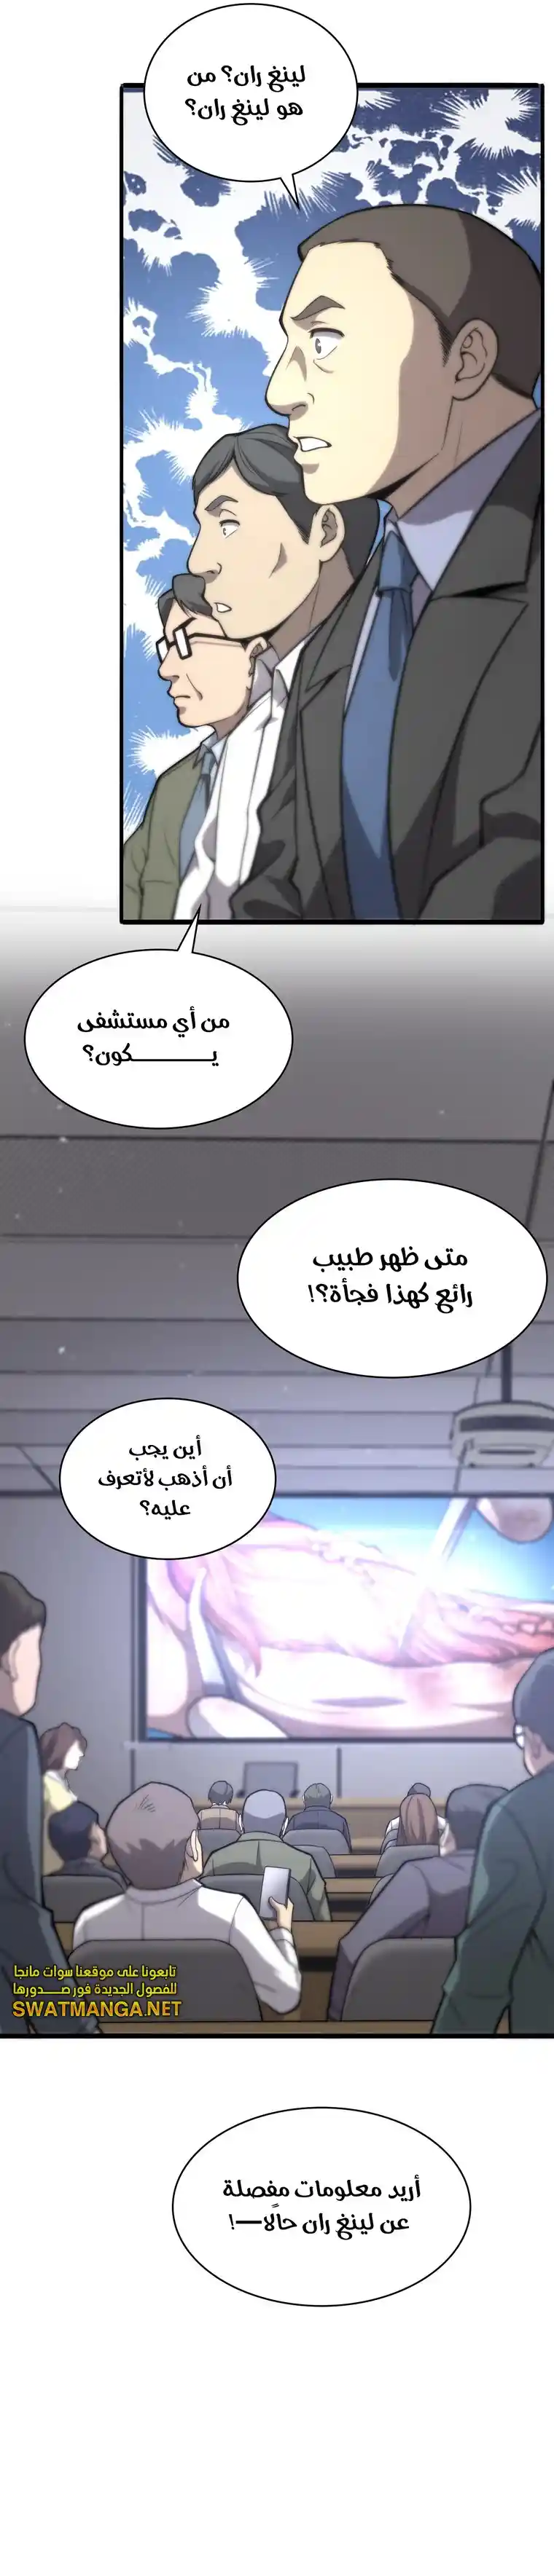 لينغ ران؟ من
هو لينغ ران؟
من أي مستشفى
يـــــــكون؟
متى ظهر طبيب
رائع كهذا فجأة؟!
أين يجب
أن أذهب لأتعرف
عليه؟
تابعونا على موقعنا سوات مانجا
للفصول الجديدة فور صـــدورها
SWATMANGA.NET
أريد معلومات مفصلة
عن لينغ ران حالًا—!